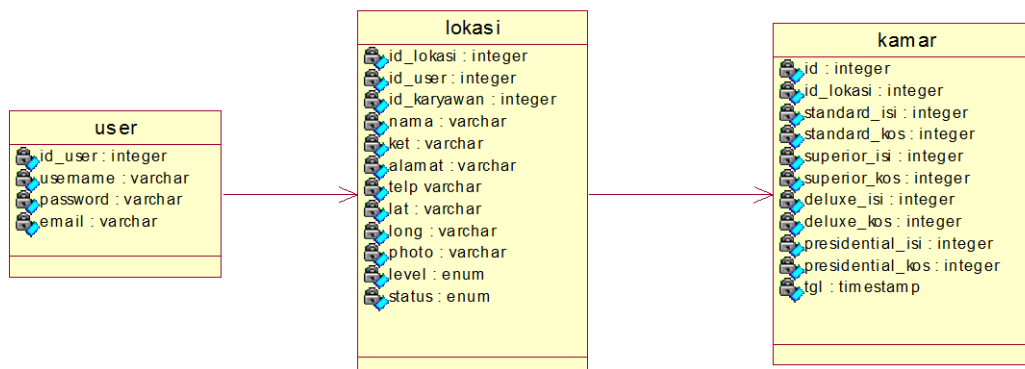 user
id_user : integer
username : varchar
password : varchar
email : varchar
lokasi
id_lokasi : integer
id_user : integer
id_karyawan : integer
nama : varchar
ket : varchar
alamat : varchar
telp varchar
lat : varchar
long : varchar
photo : varchar
level : enum
status : enum
kamar
id : integer
id_lokasi : integer
standard_isi : integer
standard_kos : integer
superior_isi : integer
superior_kos : integer
deluxe_isi : integer
deluxe_kos : integer
presidential_isi : integer
presidential_kos : integer
tgl : timestamp